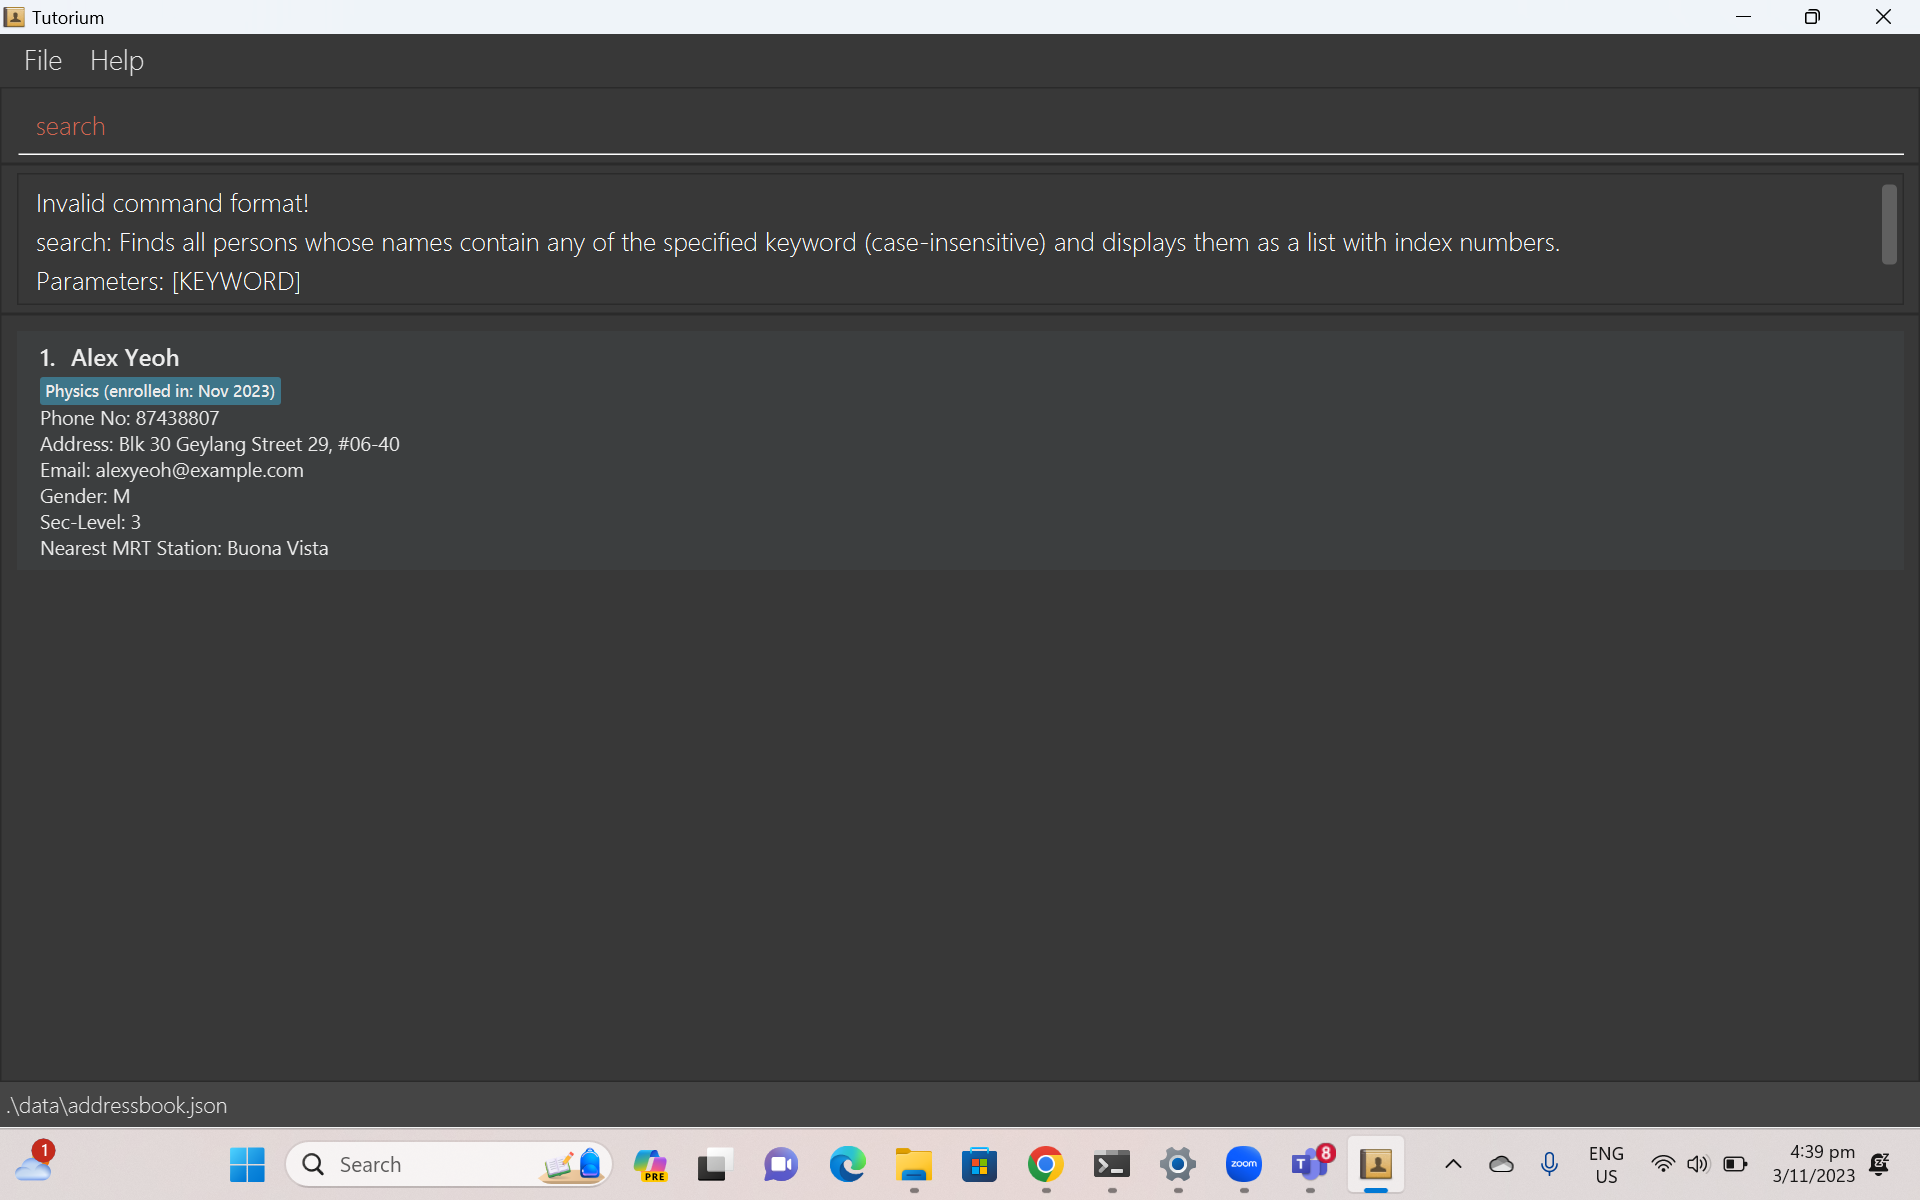 Tutorium
File Help
search
Invalid command format!
search: Finds all persons whose names contain any of the specified keyword (case-insensitive) and displays them as a list with index numbers.
Parameters: [KEYWORD]
1. Alex Yeoh
Physics (enrolled in: Nov 2023)
Phone No: 87438807
Address: Blk 30 Geylang Street 29, #06-40
Email: alexyeoh@example.com
Gender: M
Sec-Level: 3
Nearest MRT Station: Buona Vista
.\data\addressbook.json
1
Search
PRE
zoom
T
8
ENG
US
4:39 pm
3/11/2023